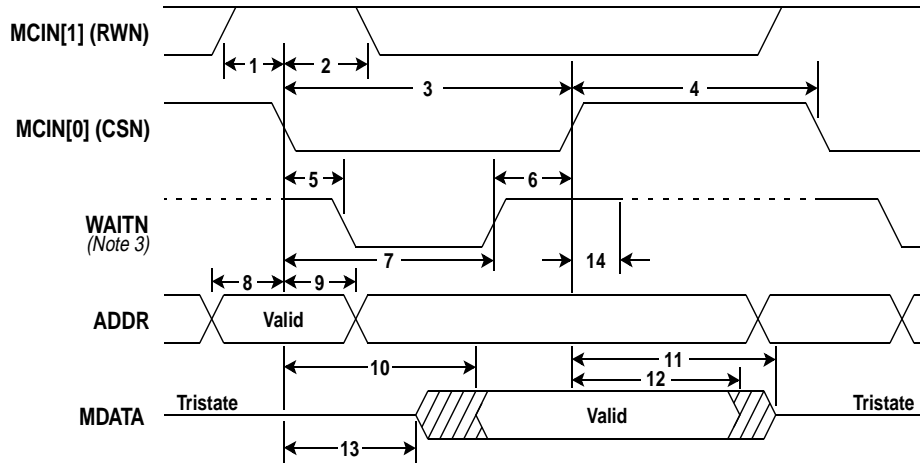 MCIN[1] (RWN)
1
2
3
4
MCIN[0] (CSN)
5
6
WAITN
(Note 3)
7
14
8
9
ADDR
Valid
10
11
12
MDATA
Tristate
Valid
Tristate
13